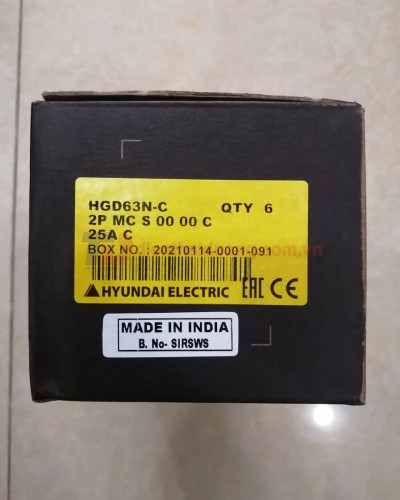 HGD63N-C QTY 6
2P MC S 00 00 C
25A C
BOX NO. : 20210114-0001-091
HYUNDAI ELECTRIC EAC CE
MADE IN INDIA
B. No- SIRSWS